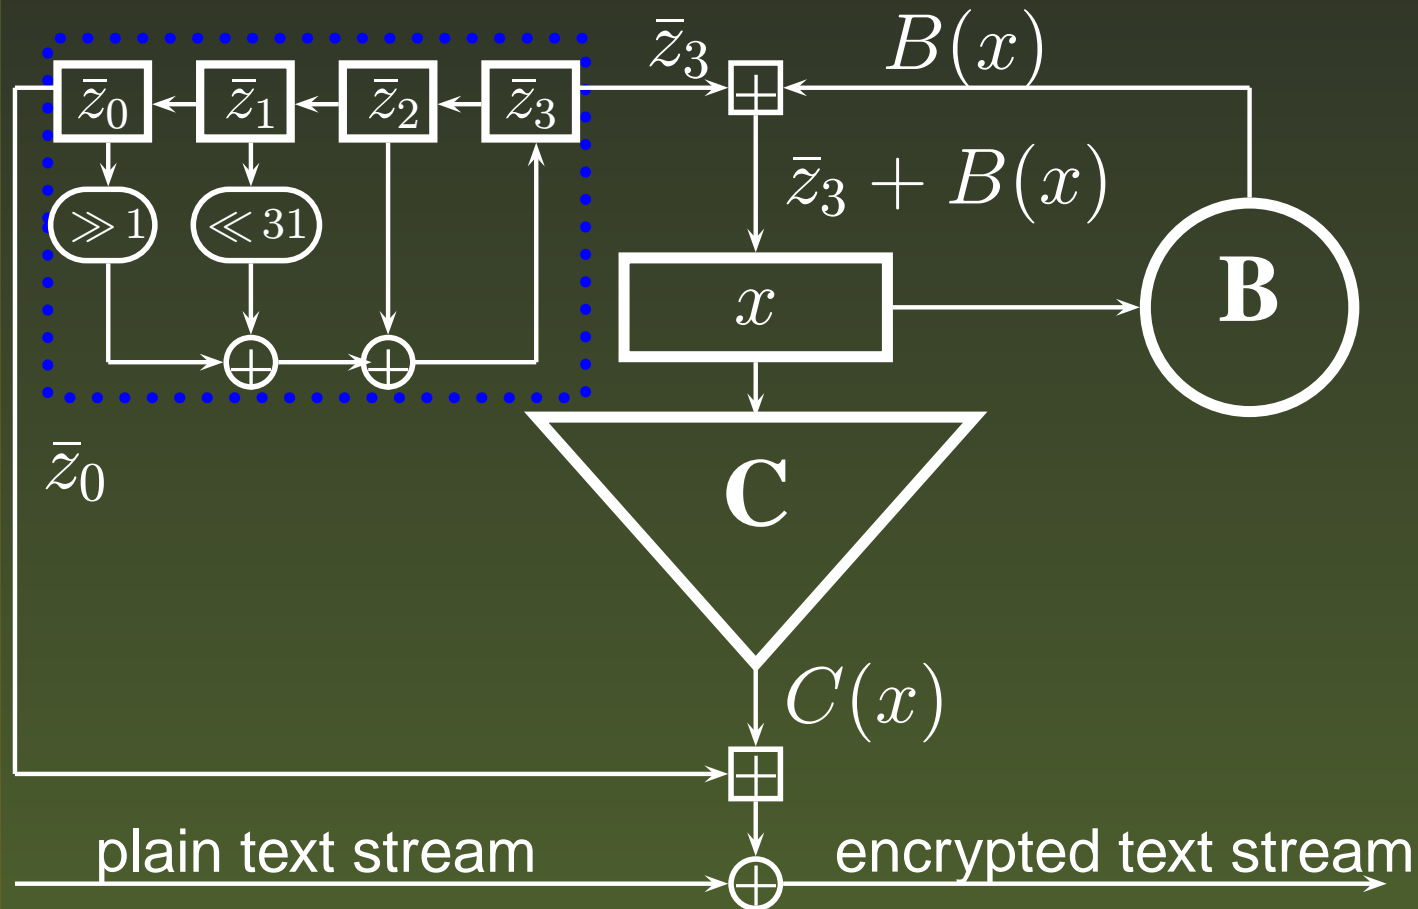 z̄₃ B(x)
z̄₀ z̄₁ z̄₂ z̄₃
z̄₃ + B(x)
≫ 1 ≪ 31
x
B
z̄₀
C
C(x)
plain text stream encrypted text stream